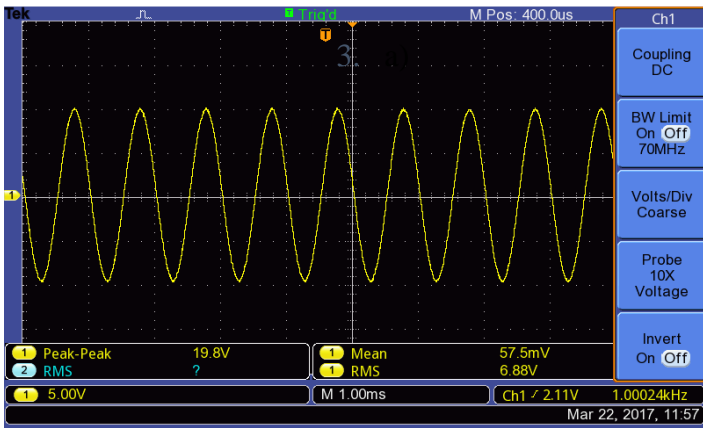 Tek Trig'd M Pos: 400.0us Ch1
T
3. a)
Coupling
DC
BW Limit
On Off
70MHz
1
Volts/Div
Coarse
Probe
10X
Voltage
Invert
On Off
1 Peak-Peak 19.8V 1 Mean 57.5mV
2 RMS ? 1 RMS 6.88V
1 5.00V M 1.00ms Ch1 2.11V 1.00024kHz
Mar 22, 2017, 11:57